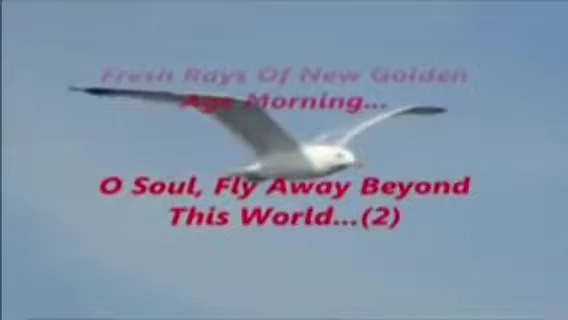 Fresh Rays Of New Golden
Age Morning...
O Soul, Fly Away Beyond
This World...(2)